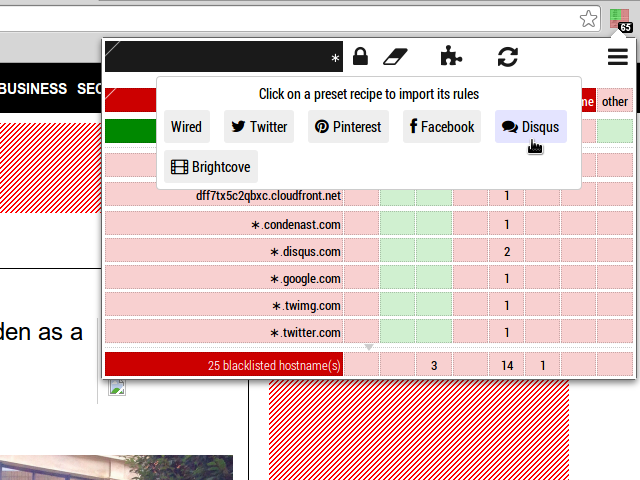 65
BUSINESS SEC
∗
Click on a preset recipe to import its rules
me other
Wired Twitter Pinterest Facebook Disqus
Brightcove
dff7tx5c2qbxc.cloudfront.net 1
∗.condenast.com 1
∗.disqus.com 2
∗.google.com 1
∗.twimg.com 1
den as a
∗.twitter.com 1
25 blacklisted hostname(s) 3 14 1